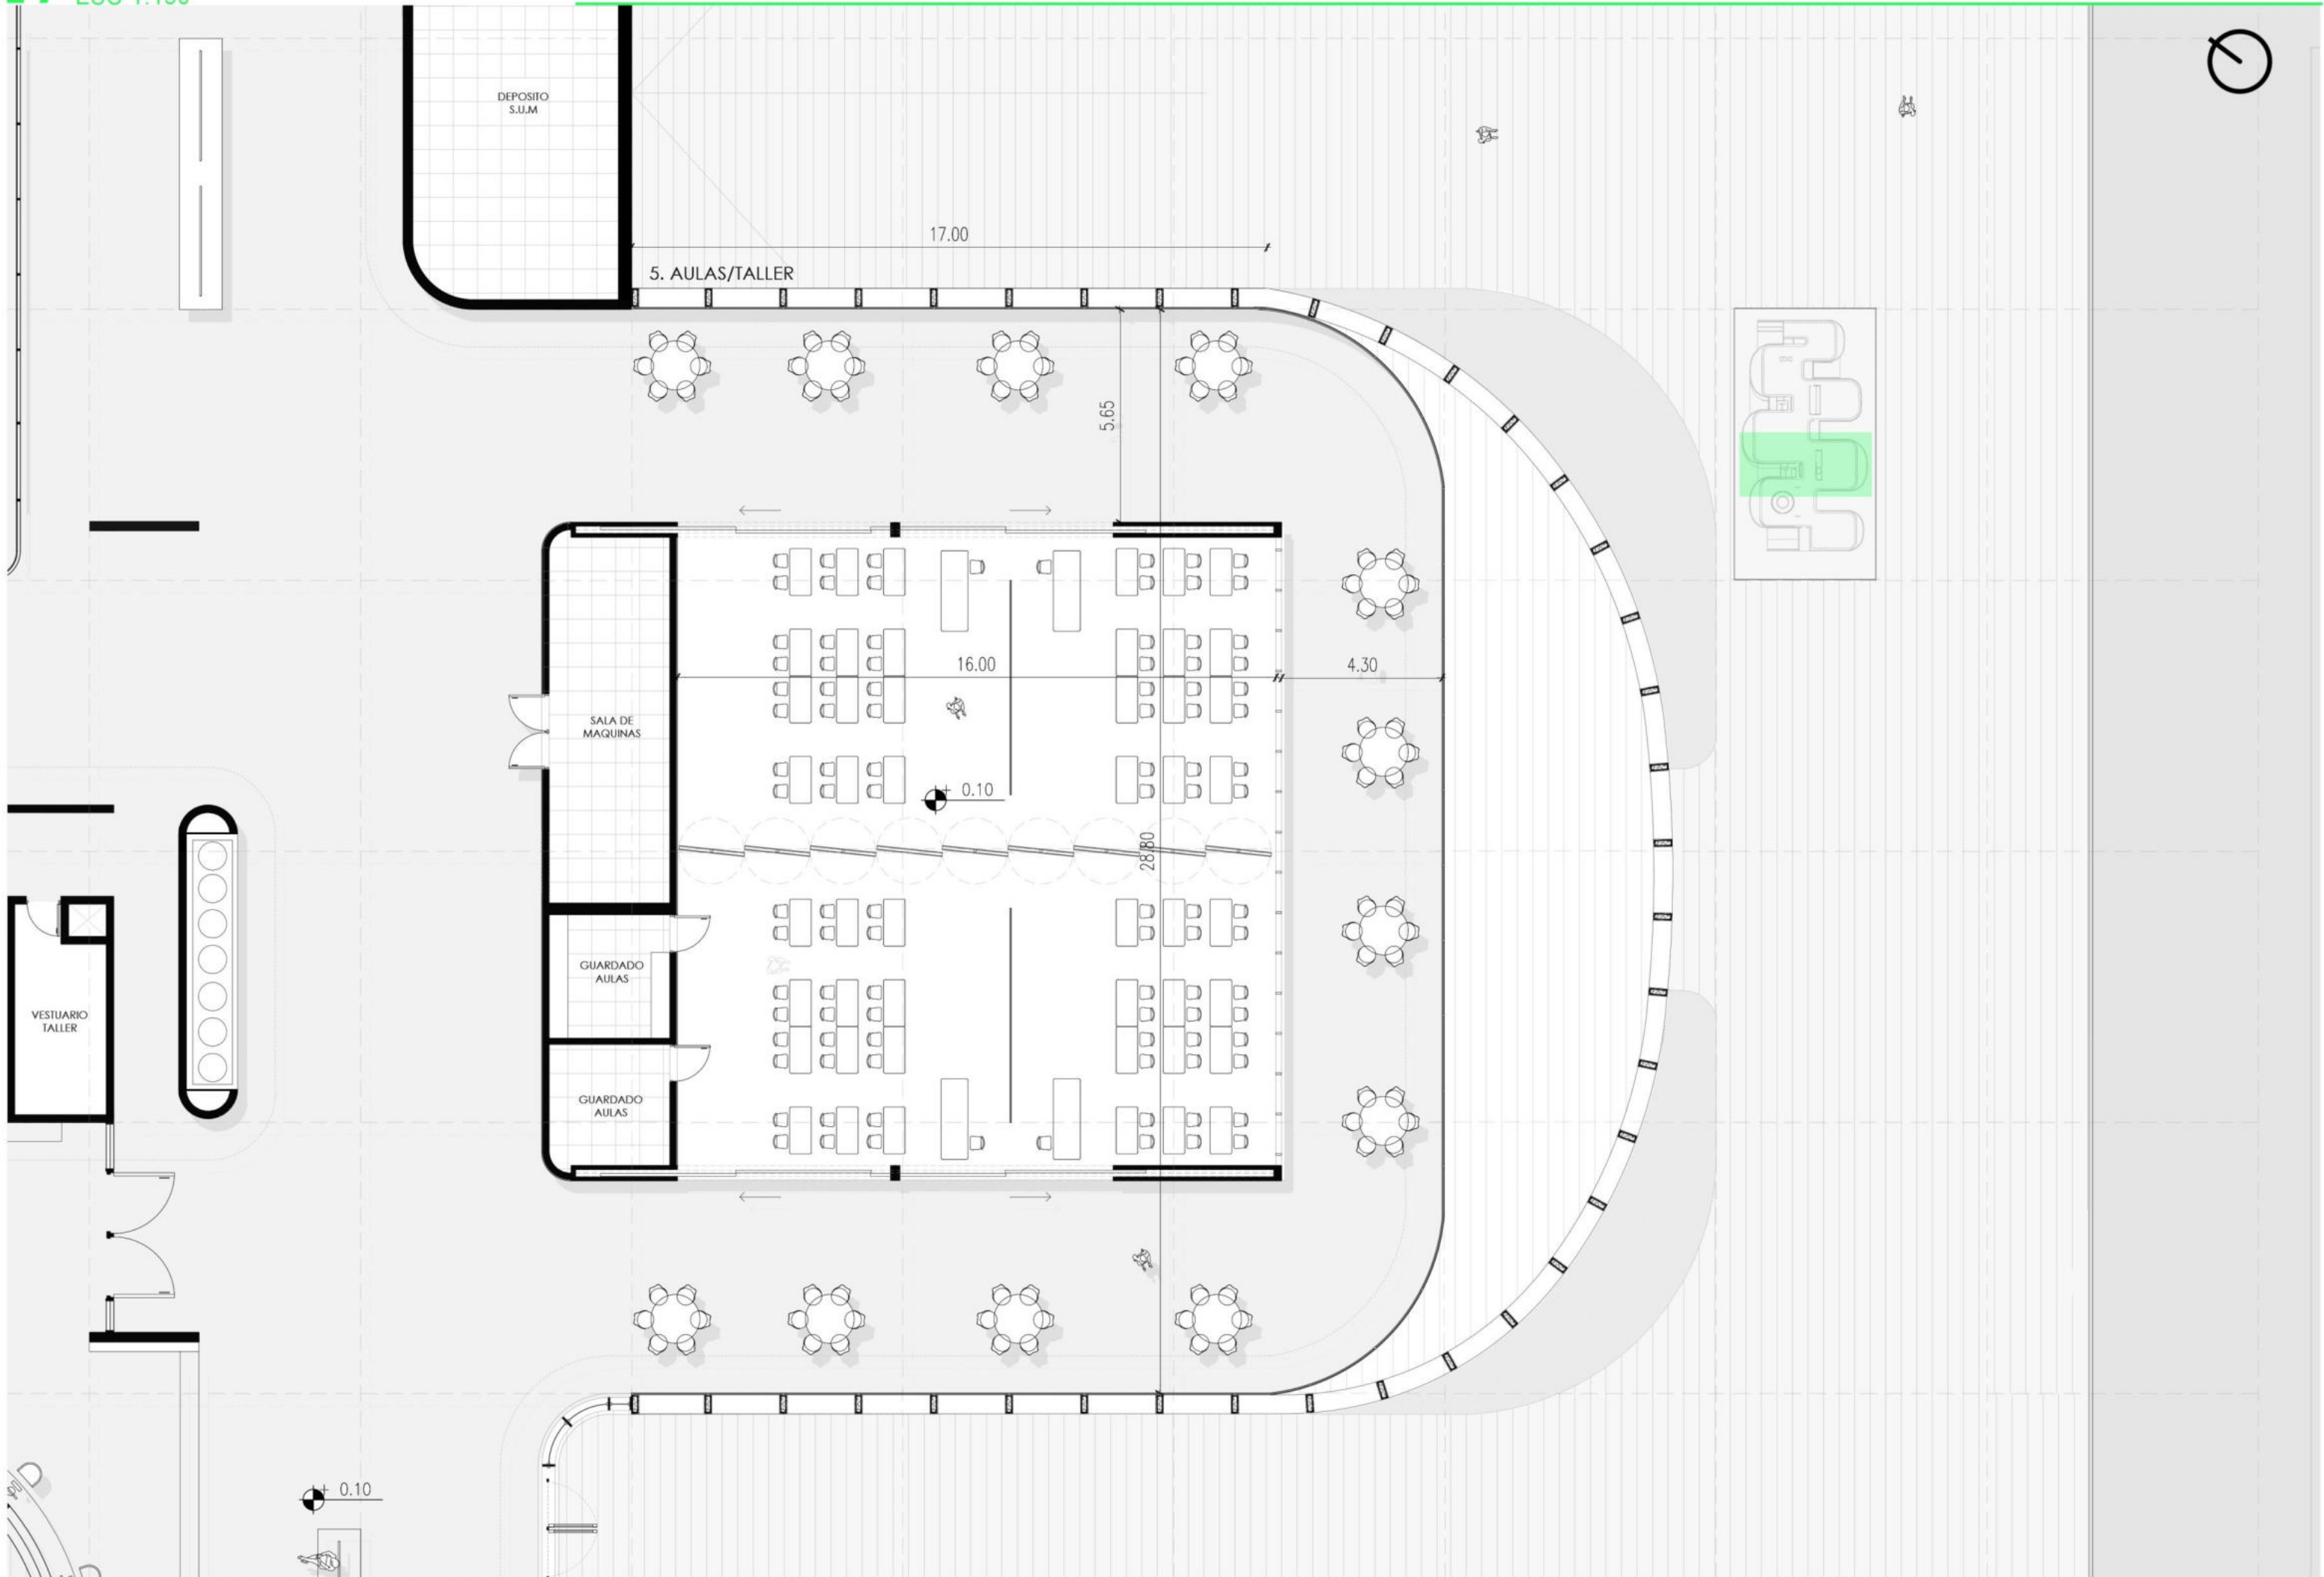 DEPOSITO
S.U.M
17.00
5. AULAS/TALLER
5.65
16.00
4.30
SALA DE
MAQUINAS
+ 0.10
28.80
GUARDADO
AULAS
VESTUARIO
TALLER
GUARDADO
AULAS
+ 0.10